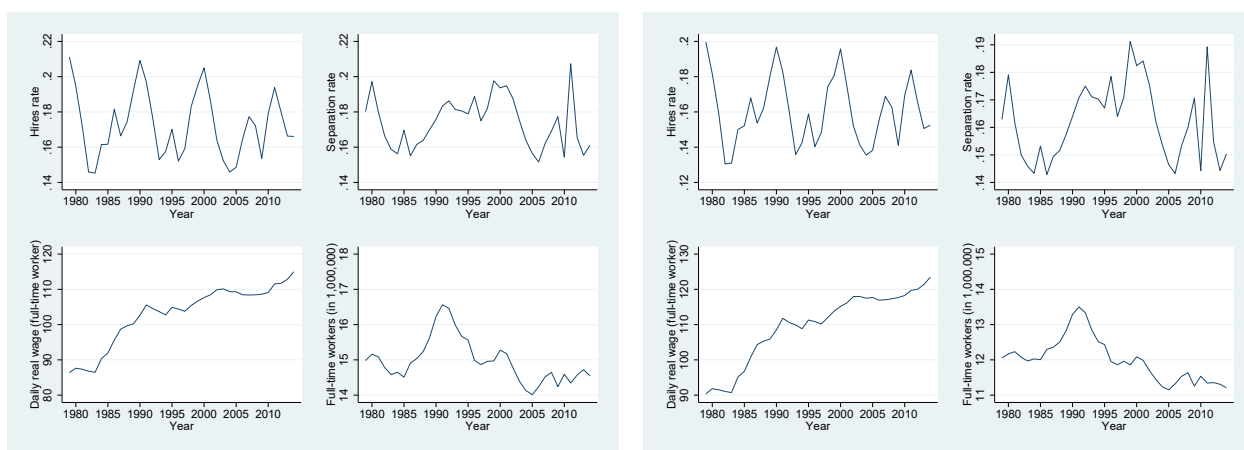 Hires rate
.14 .16 .18 .2 .22
1980 1985 1990 1995 2000 2005 2010
Year
Separation rate
.14 .16 .18 .2 .22
1980 1985 1990 1995 2000 2005 2010
Year
Daily real wage (full-time worker)
80 90 100 110 120
1980 1985 1990 1995 2000 2005 2010
Year
Full-time workers (in 1,000,000)
14 15 16 17 18
1980 1985 1990 1995 2000 2005 2010
Year
Hires rate
.12 .14 .16 .18 .2
1980 1985 1990 1995 2000 2005 2010
Year
Separation rate
.14 .15 .16 .17 .18 .19
1980 1985 1990 1995 2000 2005 2010
Year
Daily real wage (full-time worker)
90 100 110 120 130
1980 1985 1990 1995 2000 2005 2010
Year
Full-time workers (in 1,000,000)
11 12 13 14 15
1980 1985 1990 1995 2000 2005 2010
Year